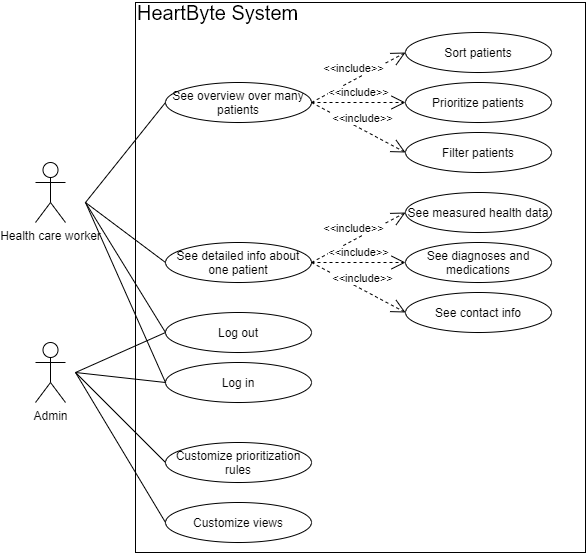 HeartByte System
Sort patients
<<include>>
See overview over many
patients
<<include>>
Prioritize patients
<<include>>
Filter patients
Health care worker
See measured health data
<<include>>
See detailed info about
one patient
<<include>>
See diagnoses and
medications
<<include>>
See contact info
Log out
Log in
Admin
Customize prioritization
rules
Customize views